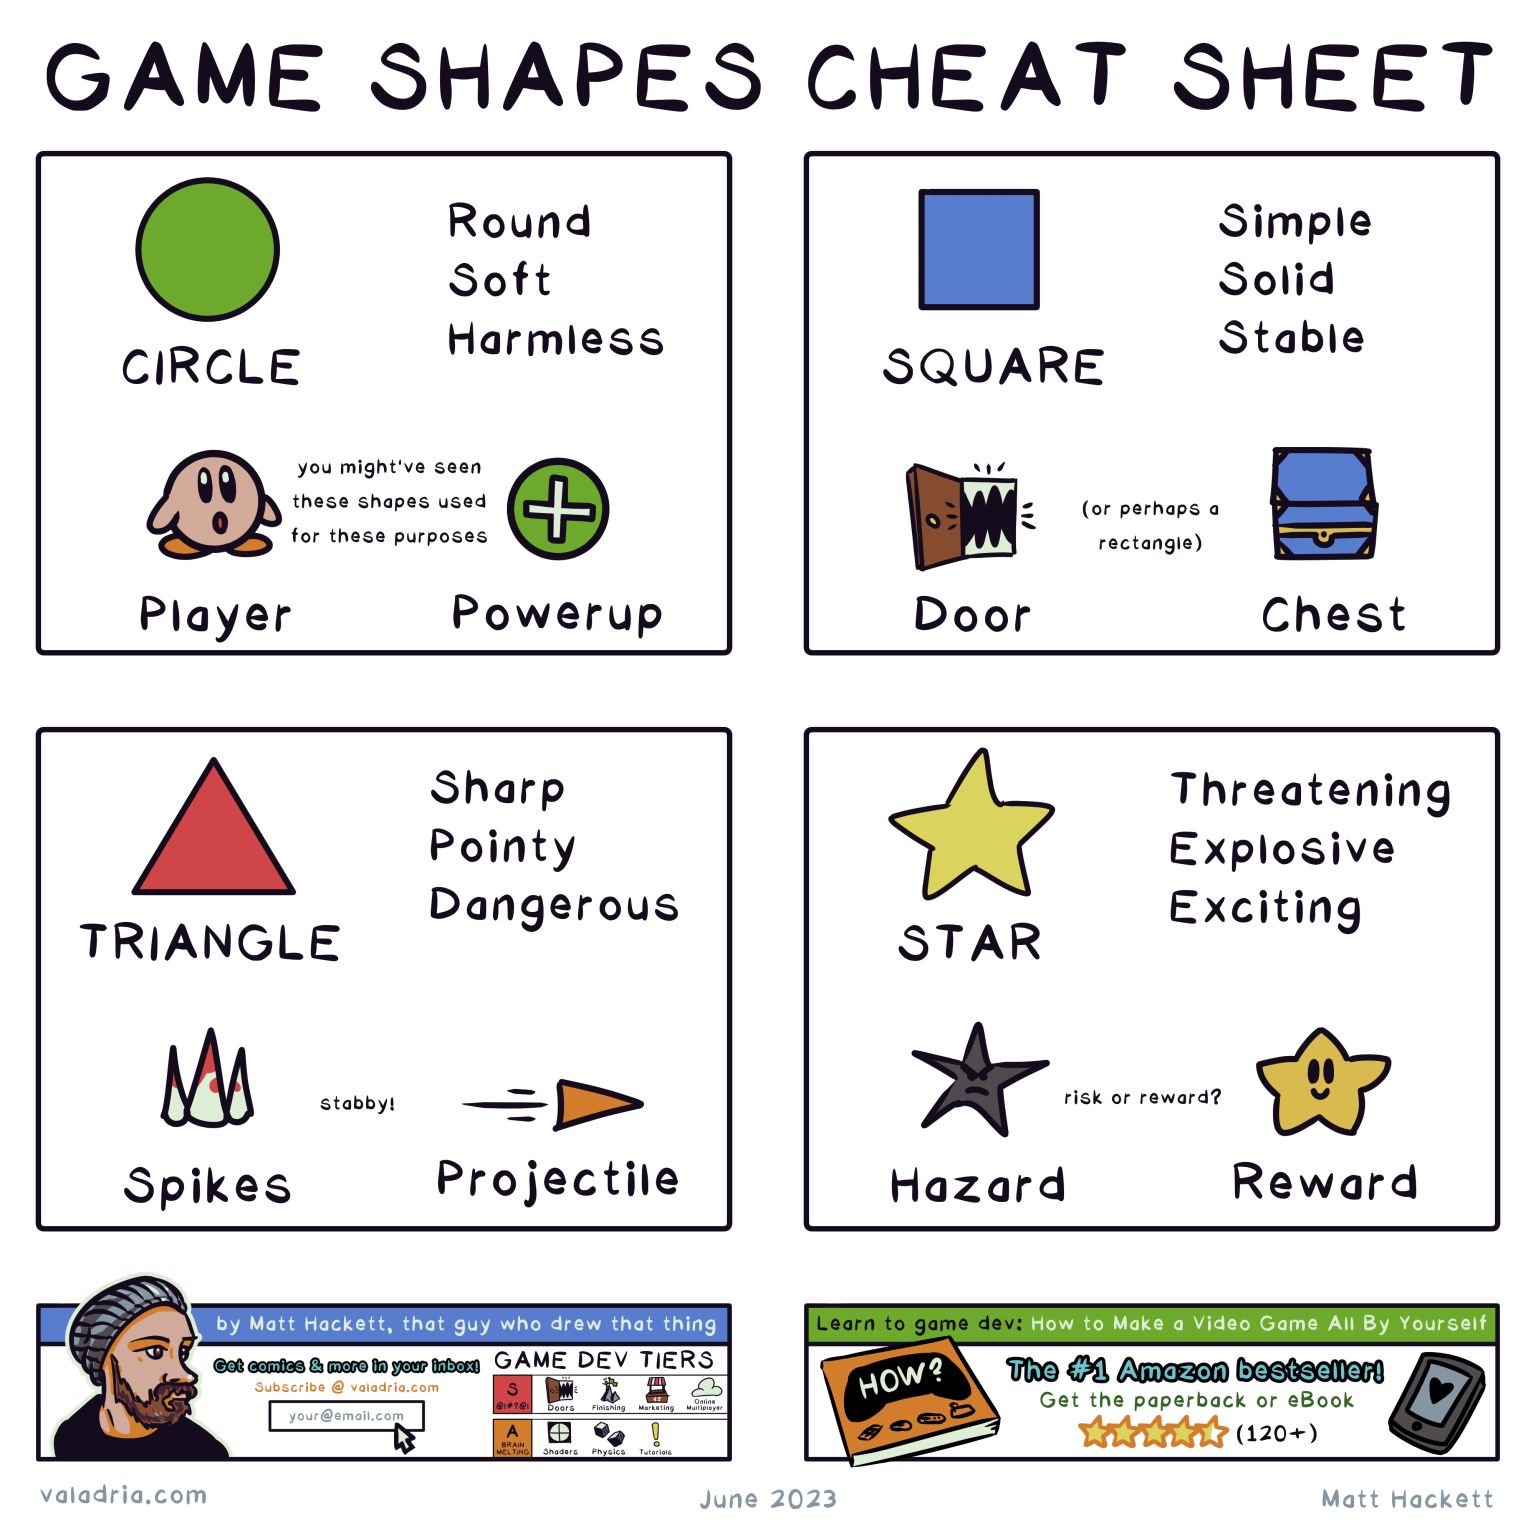 GAME SHAPES CHEAT SHEET
Round
Soft
Harmless
CIRCLE
you might've seen
these shapes used
for these purposes
Player
Powerup
Simple
Solid
Stable
SQUARE
(or perhaps a
rectangle)
Door
Chest
Sharp
Pointy
Dangerous
TRIANGLE
stabby!
Spikes
Projectile
Threatening
Explosive
Exciting
STAR
risk or reward?
Hazard
Reward
by Matt Hackett, that guy who drew that thing
Get comics & more in your inbox!
Subscribe @ valadria.com
your@email.com
GAME DEV TIERS
S
@!#?@!
Doors
Finishing
Marketing
Online
Multiplayer
A
BRAIN
MELTING
Shaders
Physics
Tutorials
Learn to game dev: How to Make a Video Game All By Yourself
HOW?
The #1 Amazon bestseller!
Get the paperback or eBook
(120+)
valadria.com
June 2023
Matt Hackett